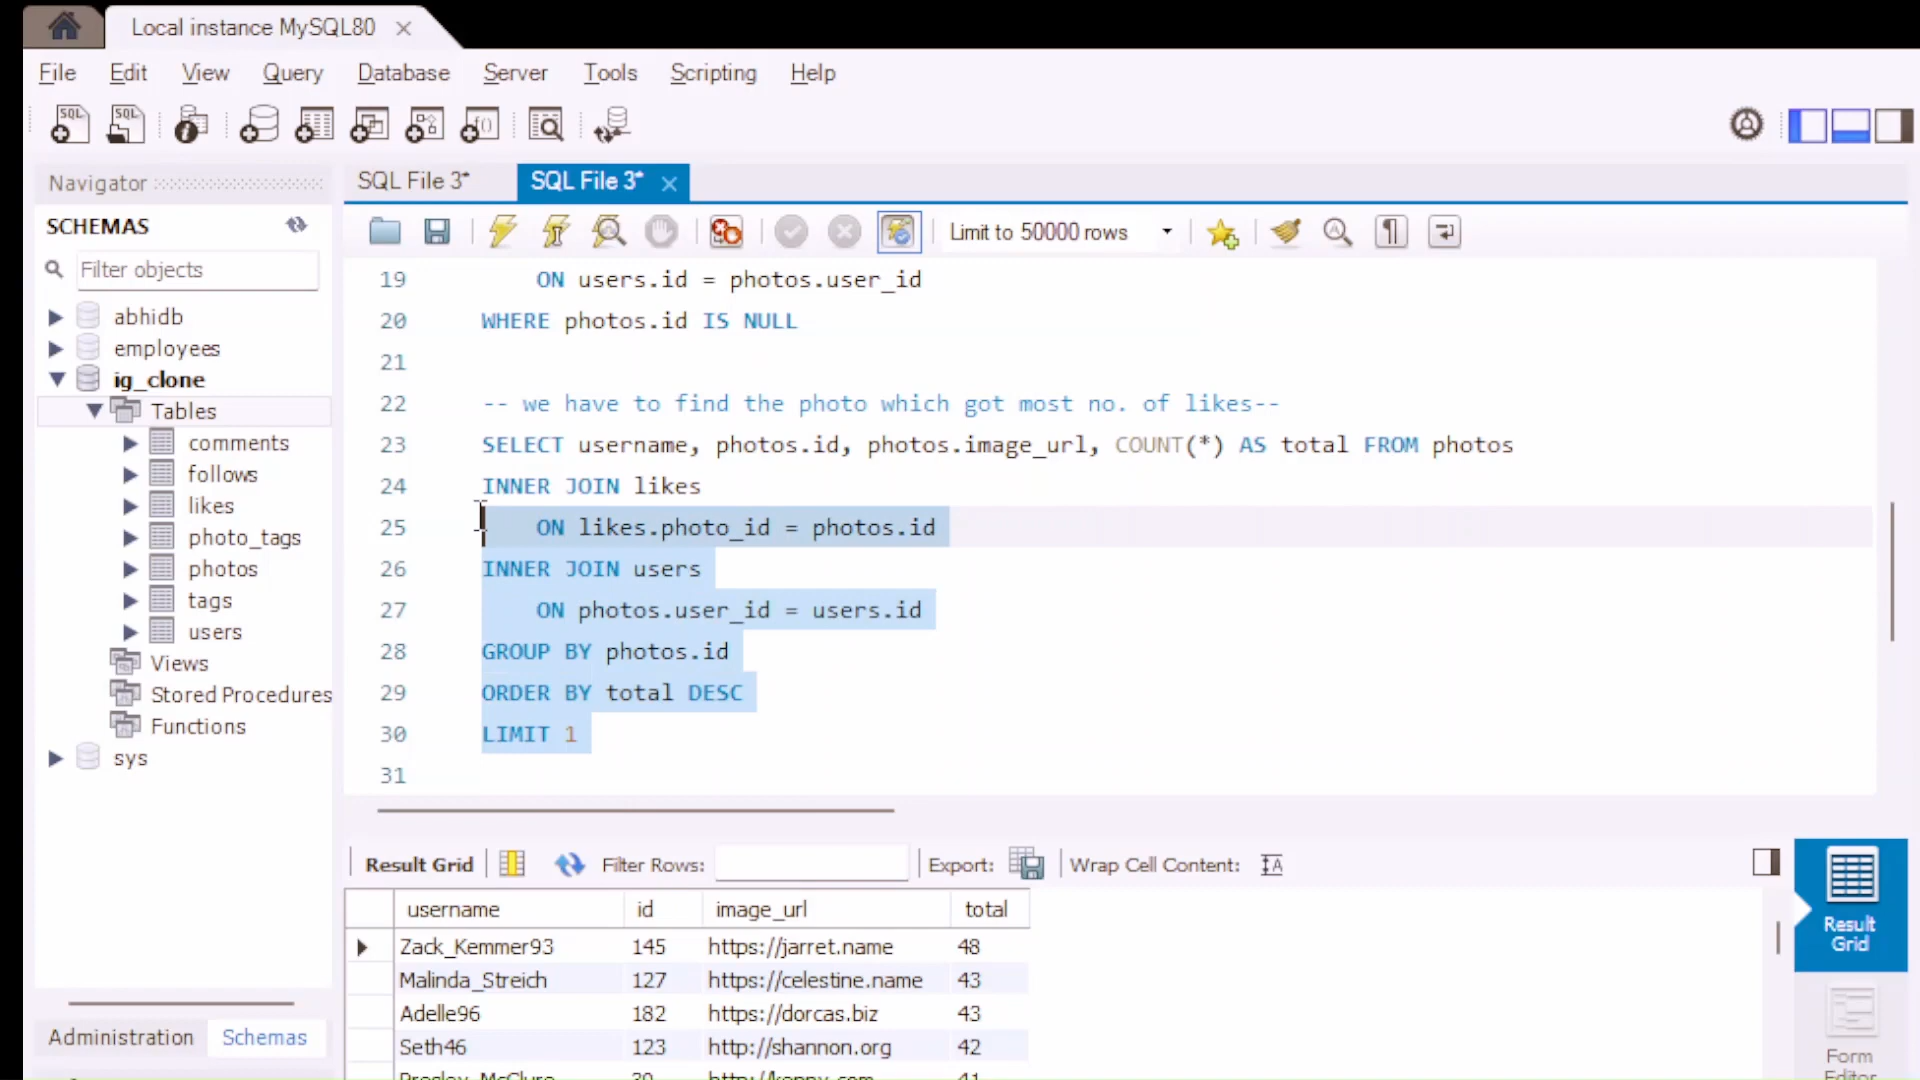 Local instance MySQL80
File Edit View Query Database Server Tools Scripting Help
SQL SQL
Navigator
SCHEMAS
Filter objects
abhidb
employees
ig_clone
Tables
comments
follows
likes
photo_tags
photos
tags
users
Views
Stored Procedures
Functions
sys
Administration Schemas
SQL File 3* SQL File 3*
Limit to 50000 rows
19 ON users.id = photos.user_id
20 WHERE photos.id IS NULL
21
22 -- we have to find the photo which got most no. of likes--
23 SELECT username, photos.id, photos.image_url, COUNT(*) AS total FROM photos
24 INNER JOIN likes
25 ON likes.photo_id = photos.id
26 INNER JOIN users
27 ON photos.user_id = users.id
28 GROUP BY photos.id
29 ORDER BY total DESC
30 LIMIT 1
31
Result Grid Filter Rows: Export: Wrap Cell Content:
username id image_url total
Zack_Kemmer93 145 https://jarret.name 48
Malinda_Streich 127 https://celestine.name 43
Adelle96 182 https://dorcas.biz 43
Seth46 123 http://shannon.org 42
Result
Grid
Form
Editor